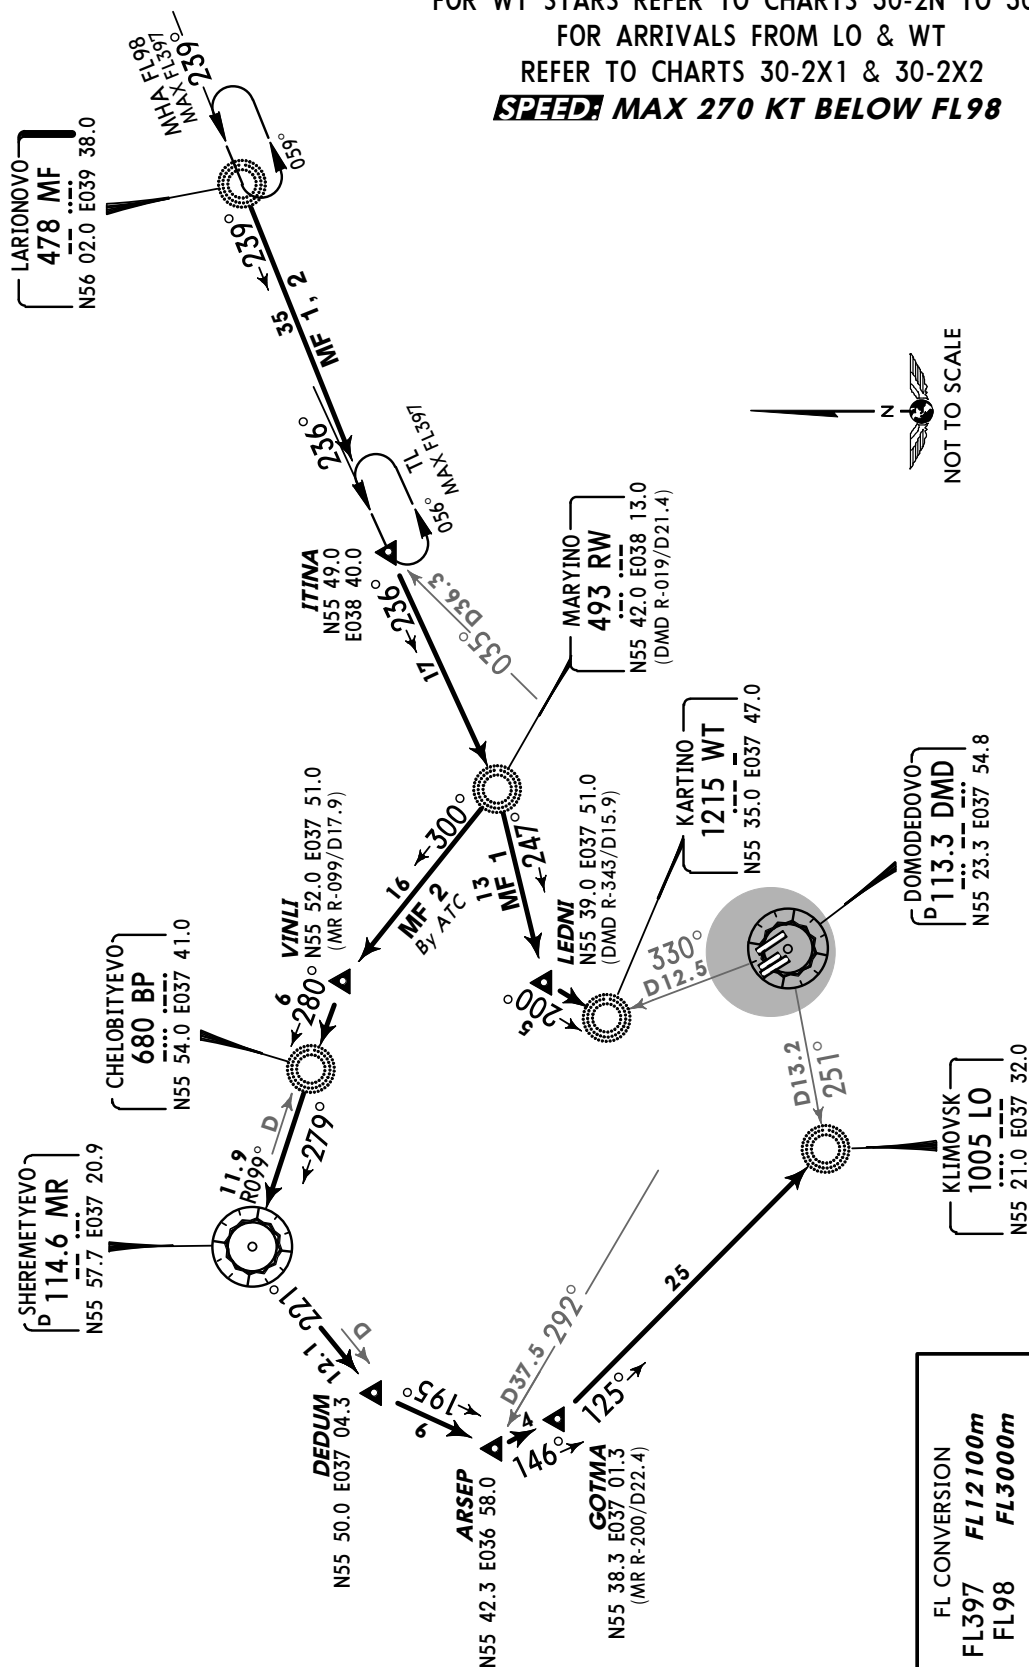 FOR WT STARS REFER TO CHARTS 30-2N TO
FOR ARRIVALS FROM LO & WT
REFER TO CHARTS 30-2X1 & 30-2X2
SPEED: MAX 270 KT BELOW FL98
MHA FL98
MAX FL397
239°
059°
LARIONOVO
478 MF
N56 02.0 E039 38.0
239°
35
MF 1, 2
236°
TL
MAX FL397
056°
ITINA
N55 49.0
E038 40.0
236°
17
035° D36.3
N
NOT TO SCALE
MARYINO
493 RW
N55 42.0 E038 13.0
(DMD R-019/D21.4)
300°
16
MF 2
By ATC
247°
13
MF 1
VINLI
N55 52.0 E037 51.0
(MR R-099/D17.9)
LEDNI
N55 39.0 E037 51.0
(DMD R-343/D15.9)
KARTINO
1215 WT
N55 35.0 E037 47.0
200°
5
330°
D12.5
DOMODEDOVO
D 113.3 DMD
N55 23.3 E037 54.8
CHELOBITYEVO
680 BP
N55 54.0 E037 41.0
6
280°
D
279°
11.9
R099°
SHEREMETYEVO
D 114.6 MR
N55 57.7 E037 20.9
D13.2
251°
KLIMOVSK
1005 LO
N55 21.0 E037 32.0
221°
12.1
D
DEDUM
N55 50.0 E037 04.3
195°
9
ARSEP
N55 42.3 E036 58.0
D37.5 292°
4
146°
GOTMA
N55 38.3 E037 01.3
(MR R-200/D22.4)
125°
25
FL CONVERSION
FL397 FL12100m
FL98 FL3000m